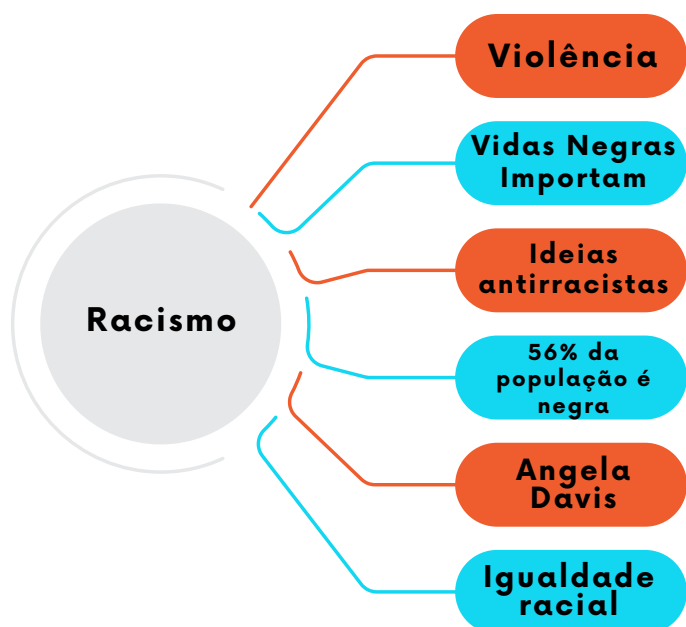 Racismo
Violência
Vidas Negras
Importam
Ideias
antirracistas
56% da
população é
negra
Angela
Davis
Igualdade
racial